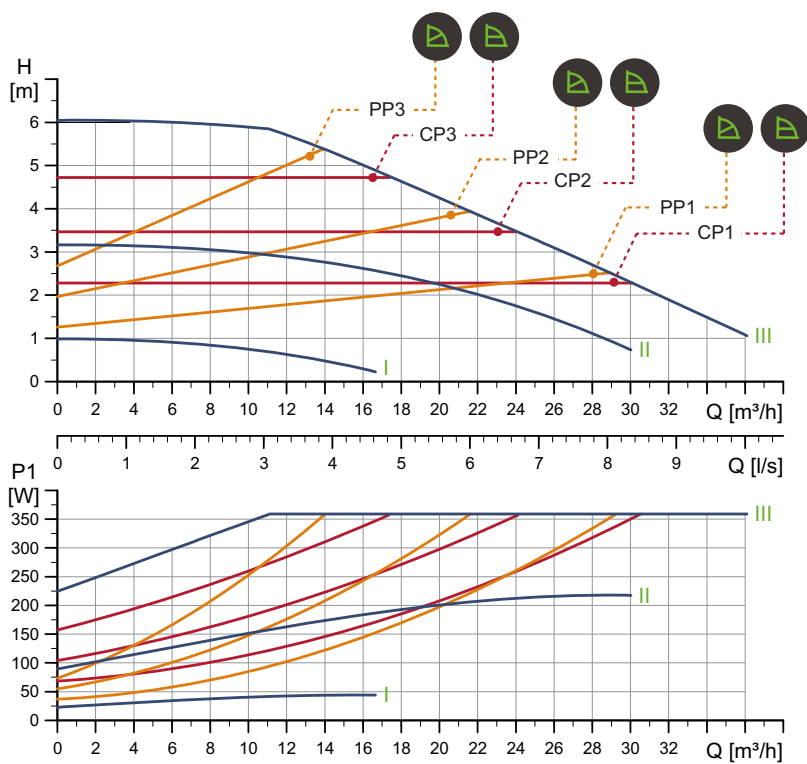 H
[m]
7
6
5
4
3
2
1
0
PP3
CP3
PP2
CP2
PP1
CP1
III
II
I
0 2 4 6 8 10 12 14 16 18 20 22 24 26 28 30 32
Q [m³/h]
0 1 2 3 4 5 6 7 8 9
Q [l/s]
P1
[W]
350
300
250
200
150
100
50
0
III
II
I
0 2 4 6 8 10 12 14 16 18 20 22 24 26 28 30 32
Q [m³/h]